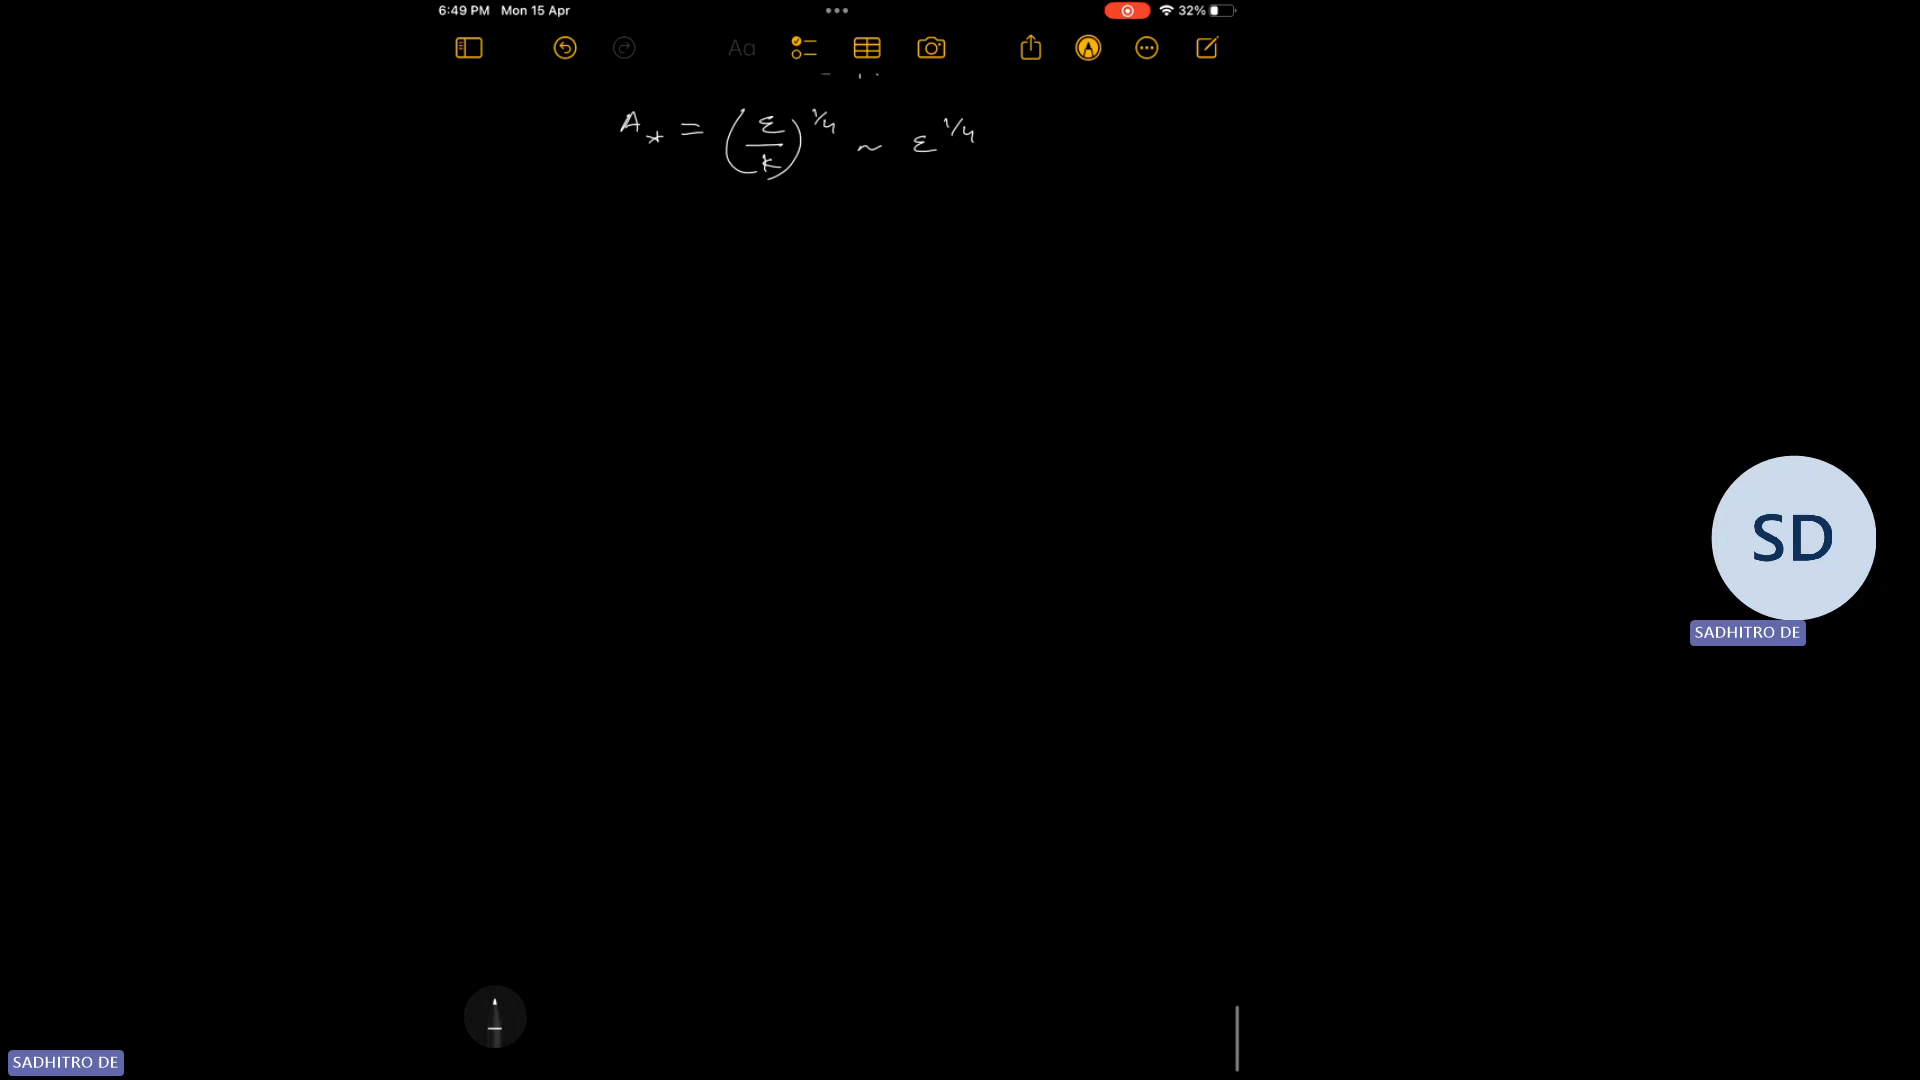 6:49 PM Mon 15 Apr
32%
Aa
A* = (ε/k)^1/4 ~ ε^1/4
SD
SADHITRO DE
SADHITRO DE